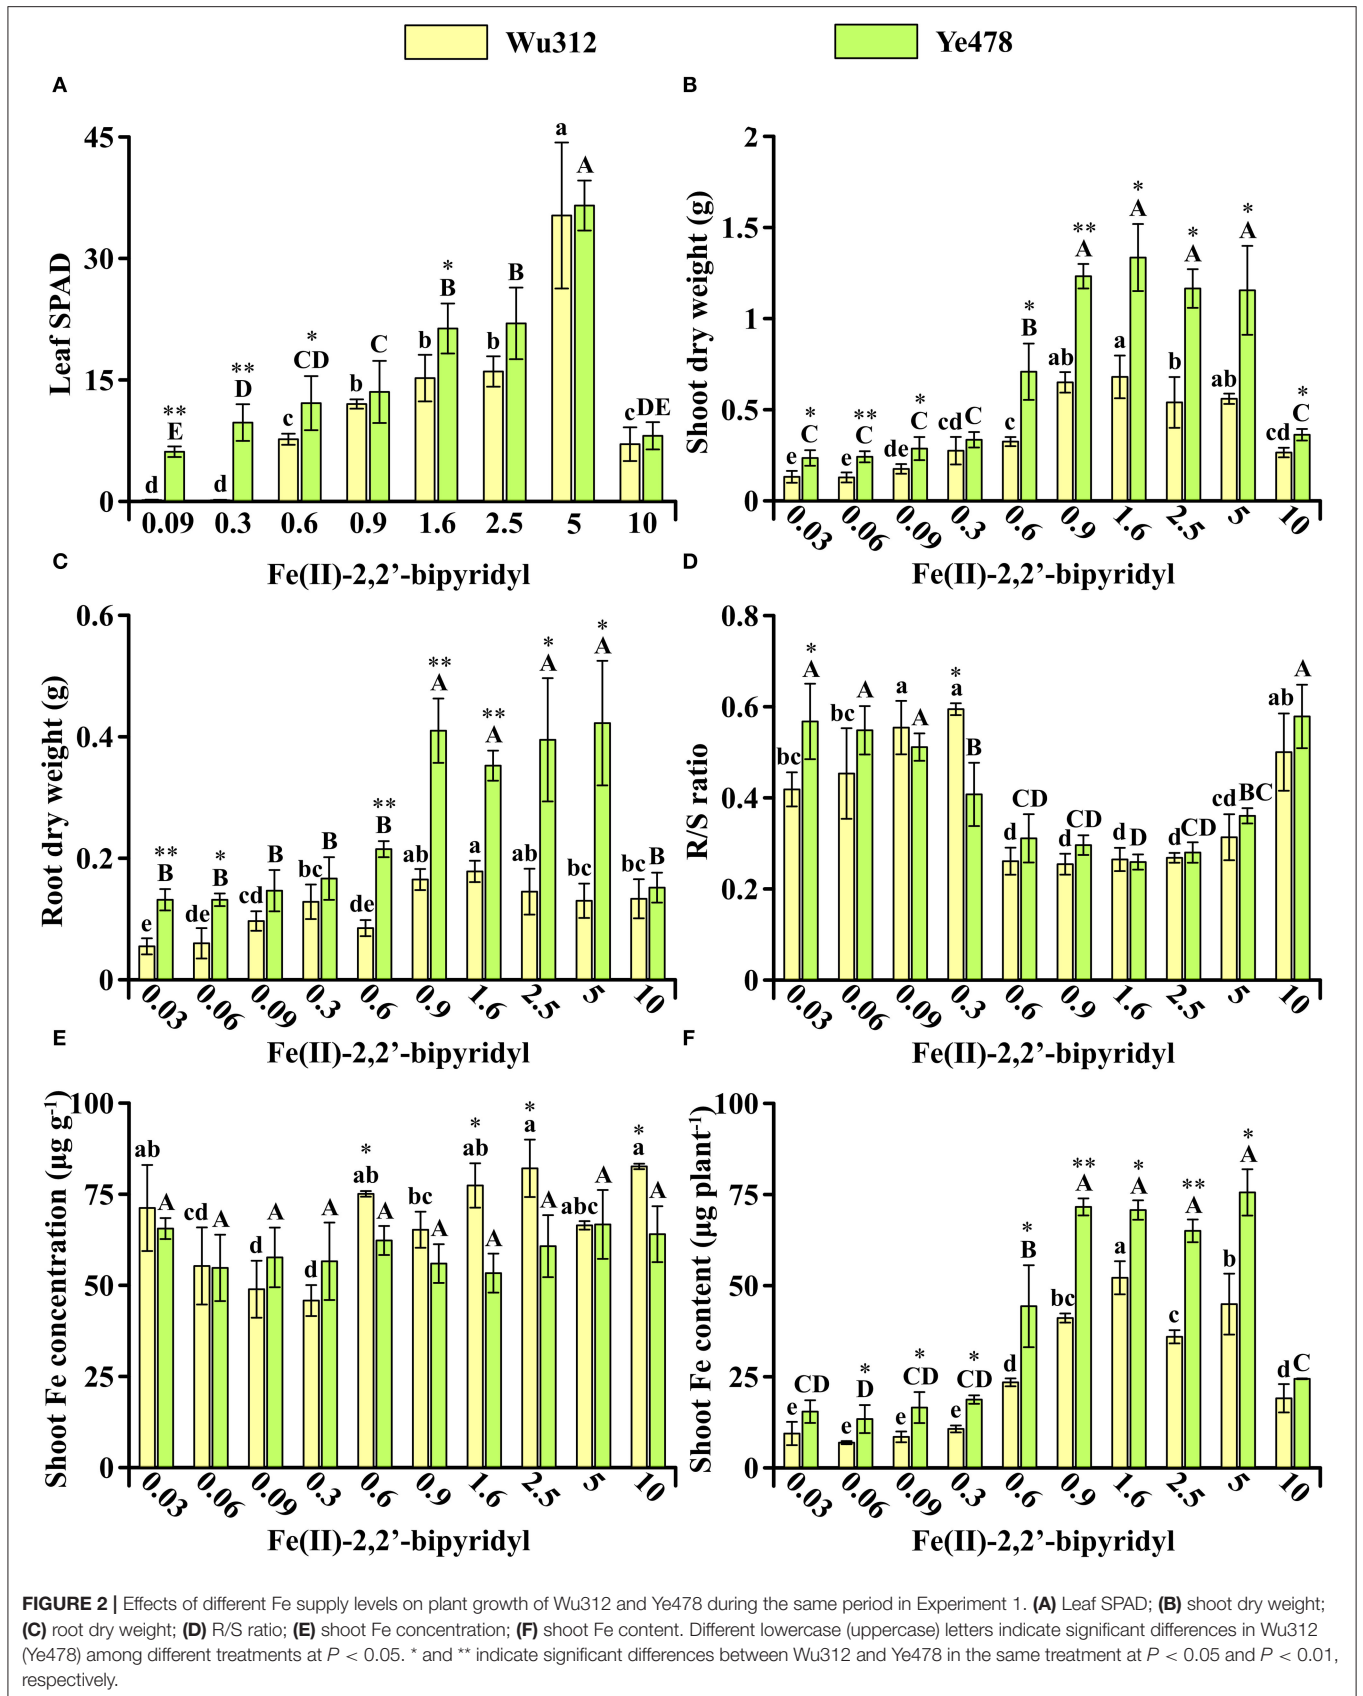 Wu312 Ye478
A
45
30
15
0
Leaf SPAD
d ** E d ** D c * CD b C b * B b B a A c DE
0.09 0.3 0.6 0.9 1.6 2.5 5 10
Fe(II)-2,2’-bipyridyl
B
2
1.5
1
0.5
0
Shoot dry weight (g)
e * C e ** C de * C cd C c * B ab ** A a * A b * A ab * A cd * C
0.03 0.06 0.09 0.3 0.6 0.9 1.6 2.5 5 10
Fe(II)-2,2’-bipyridyl
C
0.6
0.4
0.2
0
Root dry weight (g)
e ** B de * B cd B bc B de ** B ab ** A a ** A ab * A bc * A bc B
0.03 0.06 0.09 0.3 0.6 0.9 1.6 2.5 5 10
Fe(II)-2,2’-bipyridyl
D
0.8
0.6
0.4
0.2
0
R/S ratio
bc * A bc A a A * a B d CD d CD d D d CD cd BC ab A
0.03 0.06 0.09 0.3 0.6 0.9 1.6 2.5 5 10
Fe(II)-2,2’-bipyridyl
E
100
75
50
25
0
Shoot Fe concentration (µg g⁻¹)
ab A cd A d A d A * ab A bc A * ab A * a A abc A * a A
0.03 0.06 0.09 0.3 0.6 0.9 1.6 2.5 5 10
Fe(II)-2,2’-bipyridyl
F
100
75
50
25
0
Shoot Fe content (µg plant⁻¹)
e CD e * D e * CD e * CD d * B bc ** A a * A c ** A b * A d C
0.03 0.06 0.09 0.3 0.6 0.9 1.6 2.5 5 10
Fe(II)-2,2’-bipyridyl
FIGURE 2 | Effects of different Fe supply levels on plant growth of Wu312 and Ye478 during the same period in Experiment 1. (A) Leaf SPAD; (B) shoot dry weight;
(C) root dry weight; (D) R/S ratio; (E) shoot Fe concentration; (F) shoot Fe content. Different lowercase (uppercase) letters indicate significant differences in Wu312
(Ye478) among different treatments at P < 0.05. * and ** indicate significant differences between Wu312 and Ye478 in the same treatment at P < 0.05 and P < 0.01,
respectively.